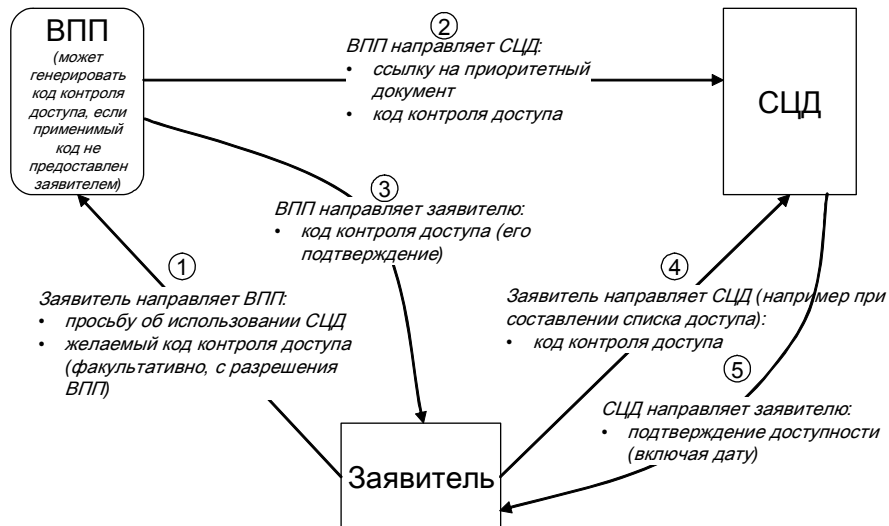 ВПП
(может
генерировать
код контроля
доступа, если
применимый
код не
предоставлен
заявителем)
2
ВПП направляет СЦД:
• ссылку на приоритетный
документ
• код контроля доступа
СЦД
3
ВПП направляет заявителю:
• код контроля доступа (его
подтверждение)
1
Заявитель направляет ВПП:
• просьбу об использовании СЦД
• желаемый код контроля доступа
(факультативно, с разрешения
ВПП)
4
Заявитель направляет СЦД (например при
составлении списка доступа):
• код контроля доступа
5
СЦД направляет заявителю:
• подтверждение доступности
(включая дату)
Заявитель